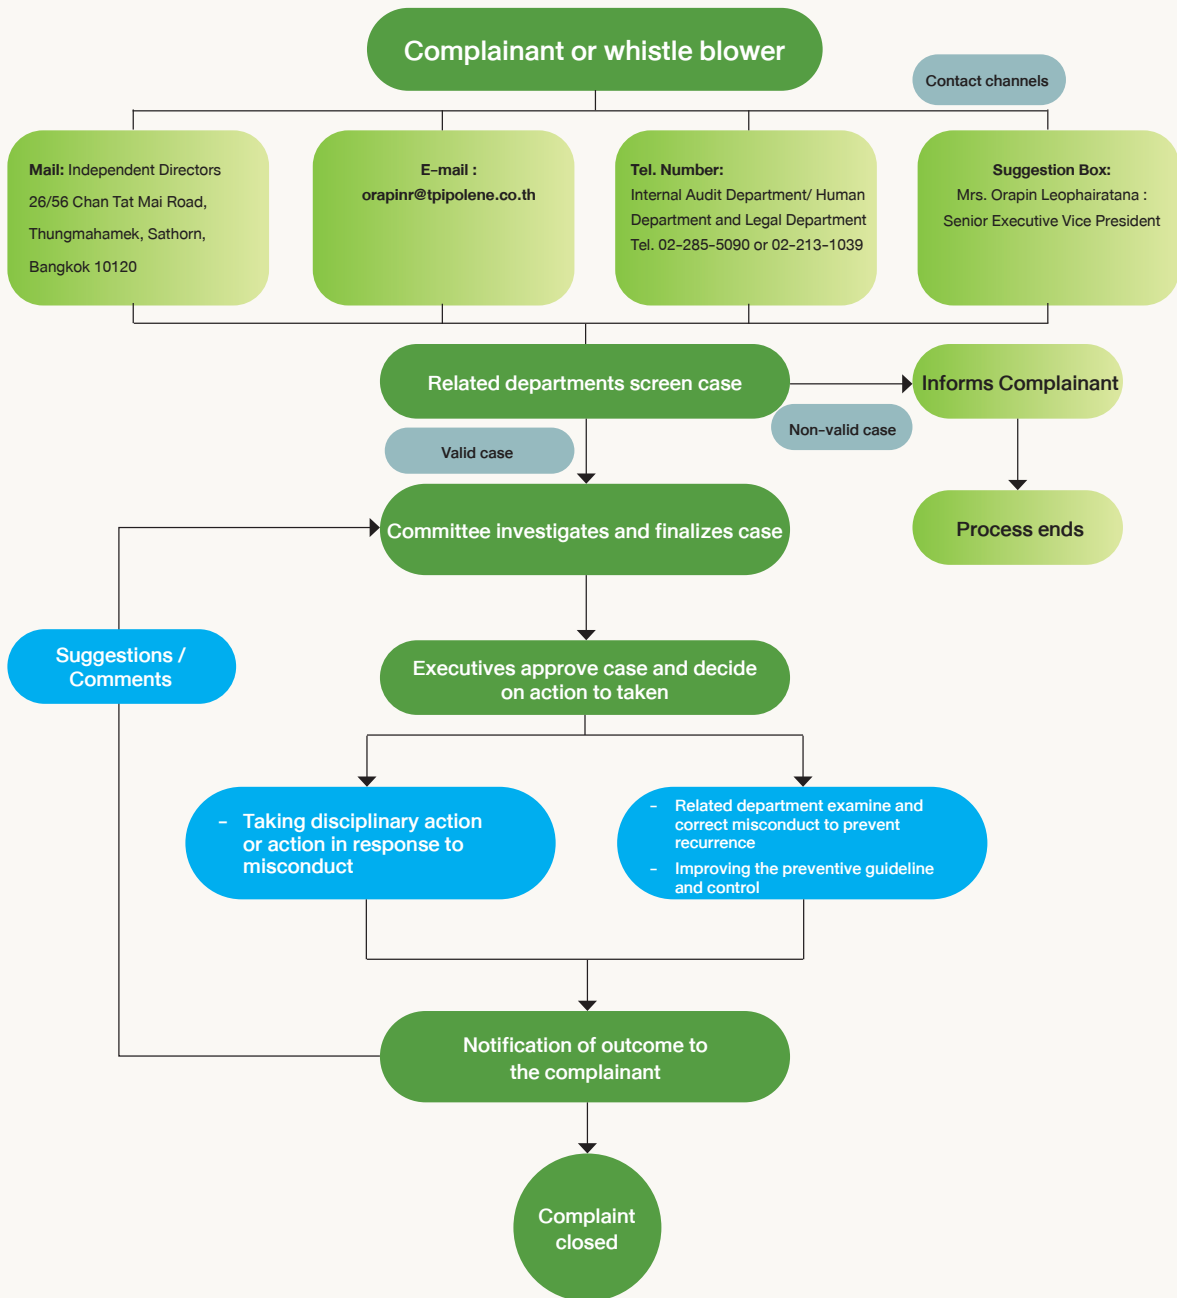 Complainant or whistle blower
Contact channels
Mail: Independent Directors
26/56 Chan Tat Mai Road,
Thungmahamek, Sathorn,
Bangkok 10120
E-mail :
orapinr@tpipolene.co.th
Tel. Number:
Internal Audit Department/ Human
Department and Legal Department
Tel. 02-285-5090 or 02-213-1039
Suggestion Box:
Mrs. Orapin Leophairatana :
Senior Executive Vice President
Related departments screen case
Informs Complainant
Non-valid case
Valid case
Committee investigates and finalizes case
Process ends
Suggestions /
Comments
Executives approve case and decide
on action to taken
- Taking disciplinary action
or action in response to
misconduct
- Related department examine and
correct misconduct to prevent
recurrence
- Improving the preventive guideline
and control
Notification of outcome to
the complainant
Complaint
closed